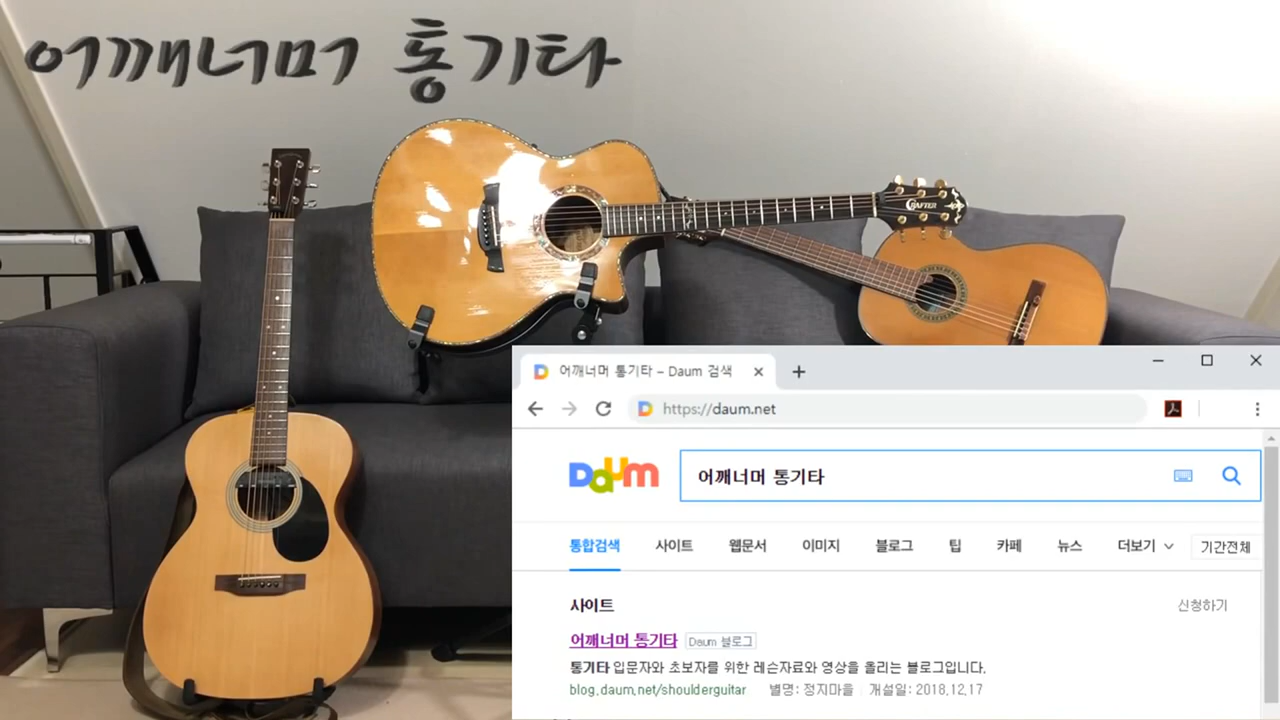 어깨너머 통기타
CRAFTER
어깨너머 통기타 – Daum 검색
https://daum.net
Daum
어깨너머 통기타
통합검색 사이트 웹문서 이미지 블로그 팁 카페 뉴스 더보기 기간전체
사이트 신청하기
어깨너머 통기타 Daum 블로그
통기타 입문자와 초보자를 위한 레슨자료와 영상을 올리는 블로그입니다.
blog.daum.net/shoulderguitar 별명: 정지마을 개설일: 2018.12.17